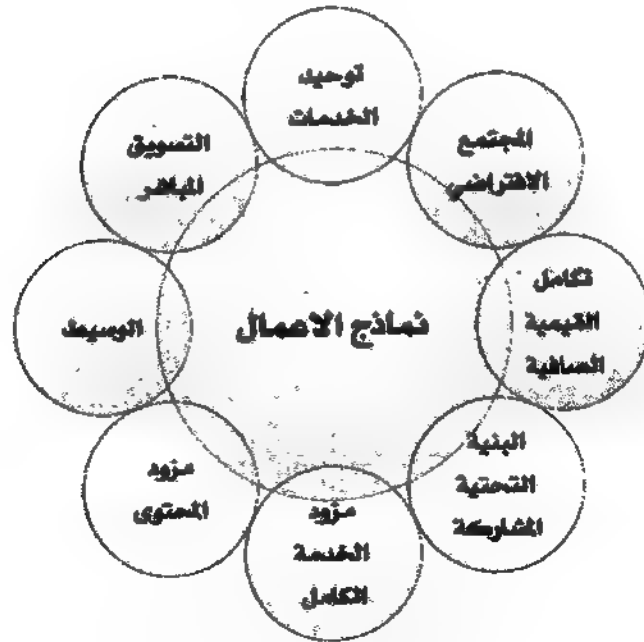 توحيد
الخدمات
المجتمع
الافتراضي
تكامل
القيمية
الصافية
البنية
التحتية
المشاركة
مزود
الخدمة
الكامل
مزود
المحتوى
الوسيط
التسويق
المباشر
نماذج الاعمال